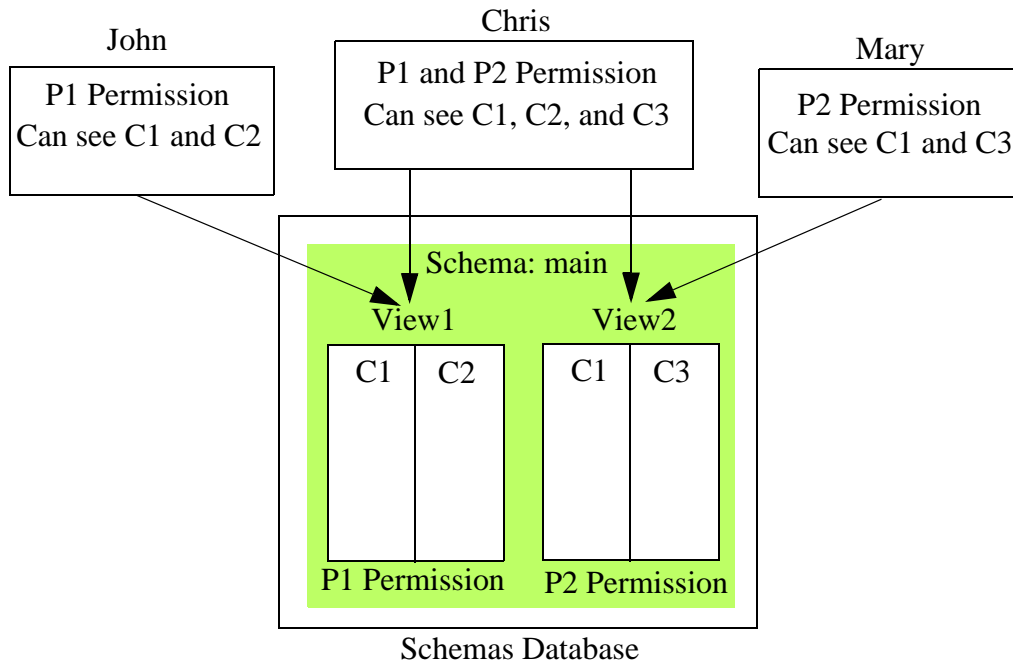 John
P1 Permission
Can see C1 and C2
Chris
P1 and P2 Permission
Can see C1, C2, and C3
Mary
P2 Permission
Can see C1 and C3
Schema: main
View1
View2
C1
C2
C1
C3
P1 Permission
P2 Permission
Schemas Database